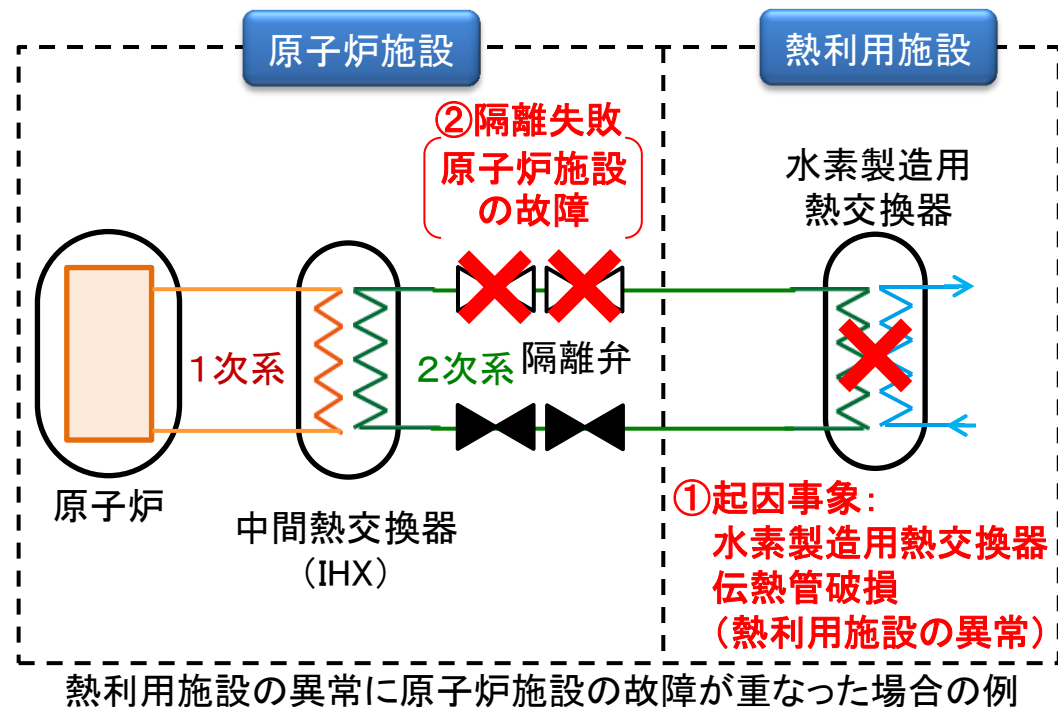 原子炉施設
熱利用施設
②隔離失敗
原子炉施設
の故障
水素製造用
熱交換器
1次系
2次系
隔離弁
原子炉
中間熱交換器
（IHX）
①起因事象：
水素製造用熱交換器
伝熱管破損
（熱利用施設の異常）
熱利用施設の異常に原子炉施設の故障が重なった場合の例